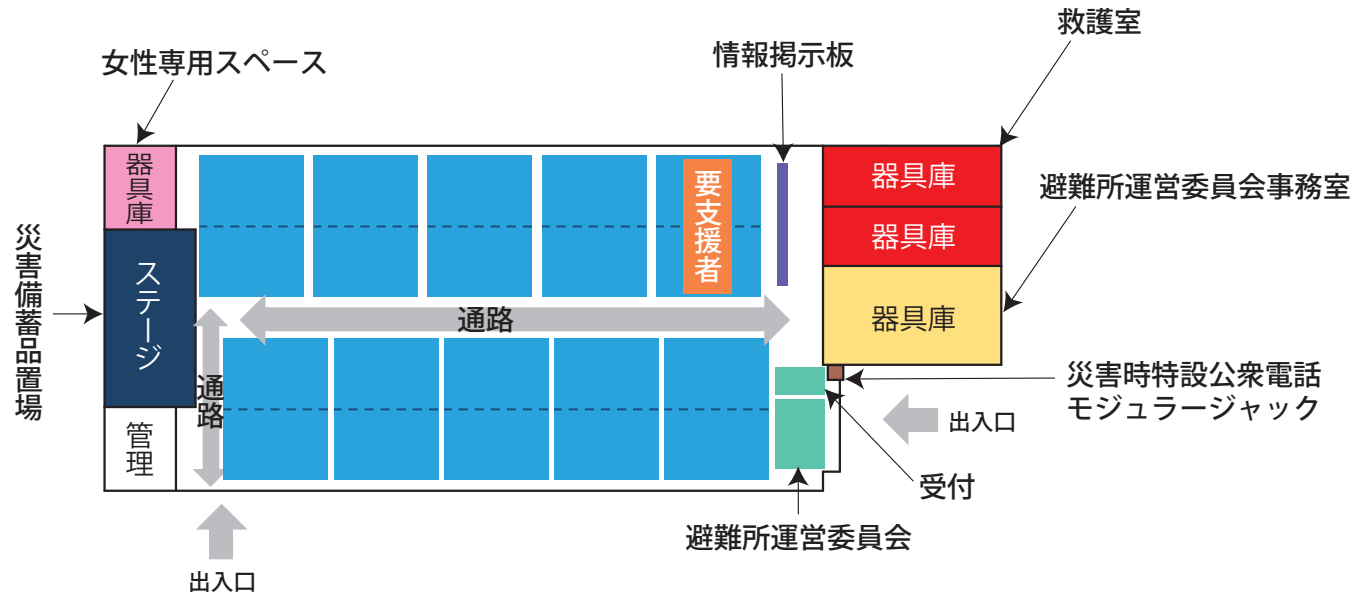 救護室
女性専用スペース
情報掲示板
器具庫
要支援者
器具庫
避難所運営委員会事務室
器具庫
災害備蓄品置場
ステージ
通路
器具庫
通路
災害時特設公衆電話
モジュラージャック
管理
出入口
受付
避難所運営委員会
出入口